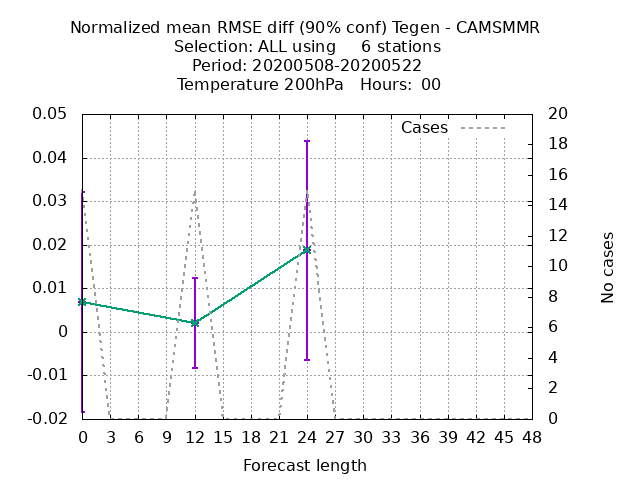 Normalized mean RMSE diff (90% conf) Tegen - CAMSMMR
Selection: ALL using     6 stations
Period: 20200508-20200522
Temperature 200hPa   Hours:  00
Cases
0.05
0.04
0.03
0.02
0.01
0
-0.01
-0.02
20
18
16
14
12
10
8
6
4
2
0
No cases
0 3 6 9 12 15 18 21 24 27 30 33 36 39 42 45 48
Forecast length